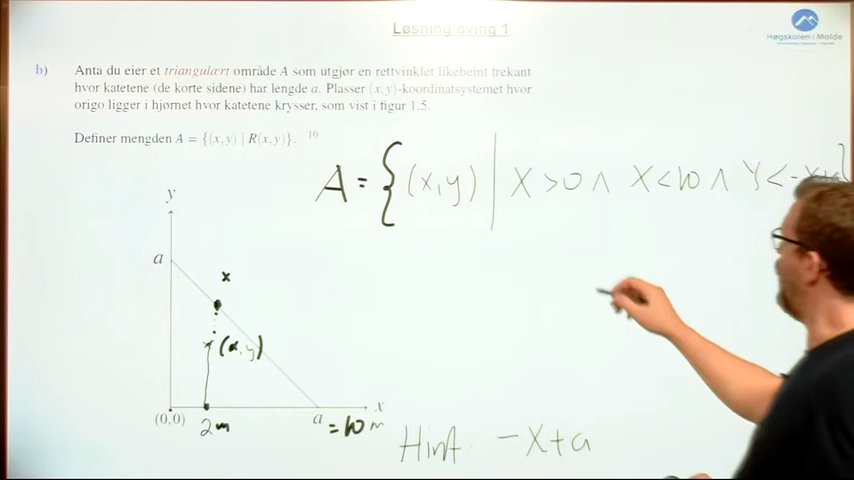 Løsning øving 1
Høgskolen i Molde
b) Anta du eier et triangulært område A som utgjør en rettvinklet likebeint trekant
hvor katetene (de korte sidene) har lengde a. Plasser (x, y)-koordinatsystemet hvor
origo ligger i hjørnet hvor katetene krysser, som vist i figur 1.5.
Definer mengden A = {(x, y) | R(x, y)}. 10
A = { (x, y) | x > 0 ∧ x < 10 ∧ y < -x+a }
y
a
x
(x, y)
(0,0)
2m
a = 10 m
x
Hint: -x+a